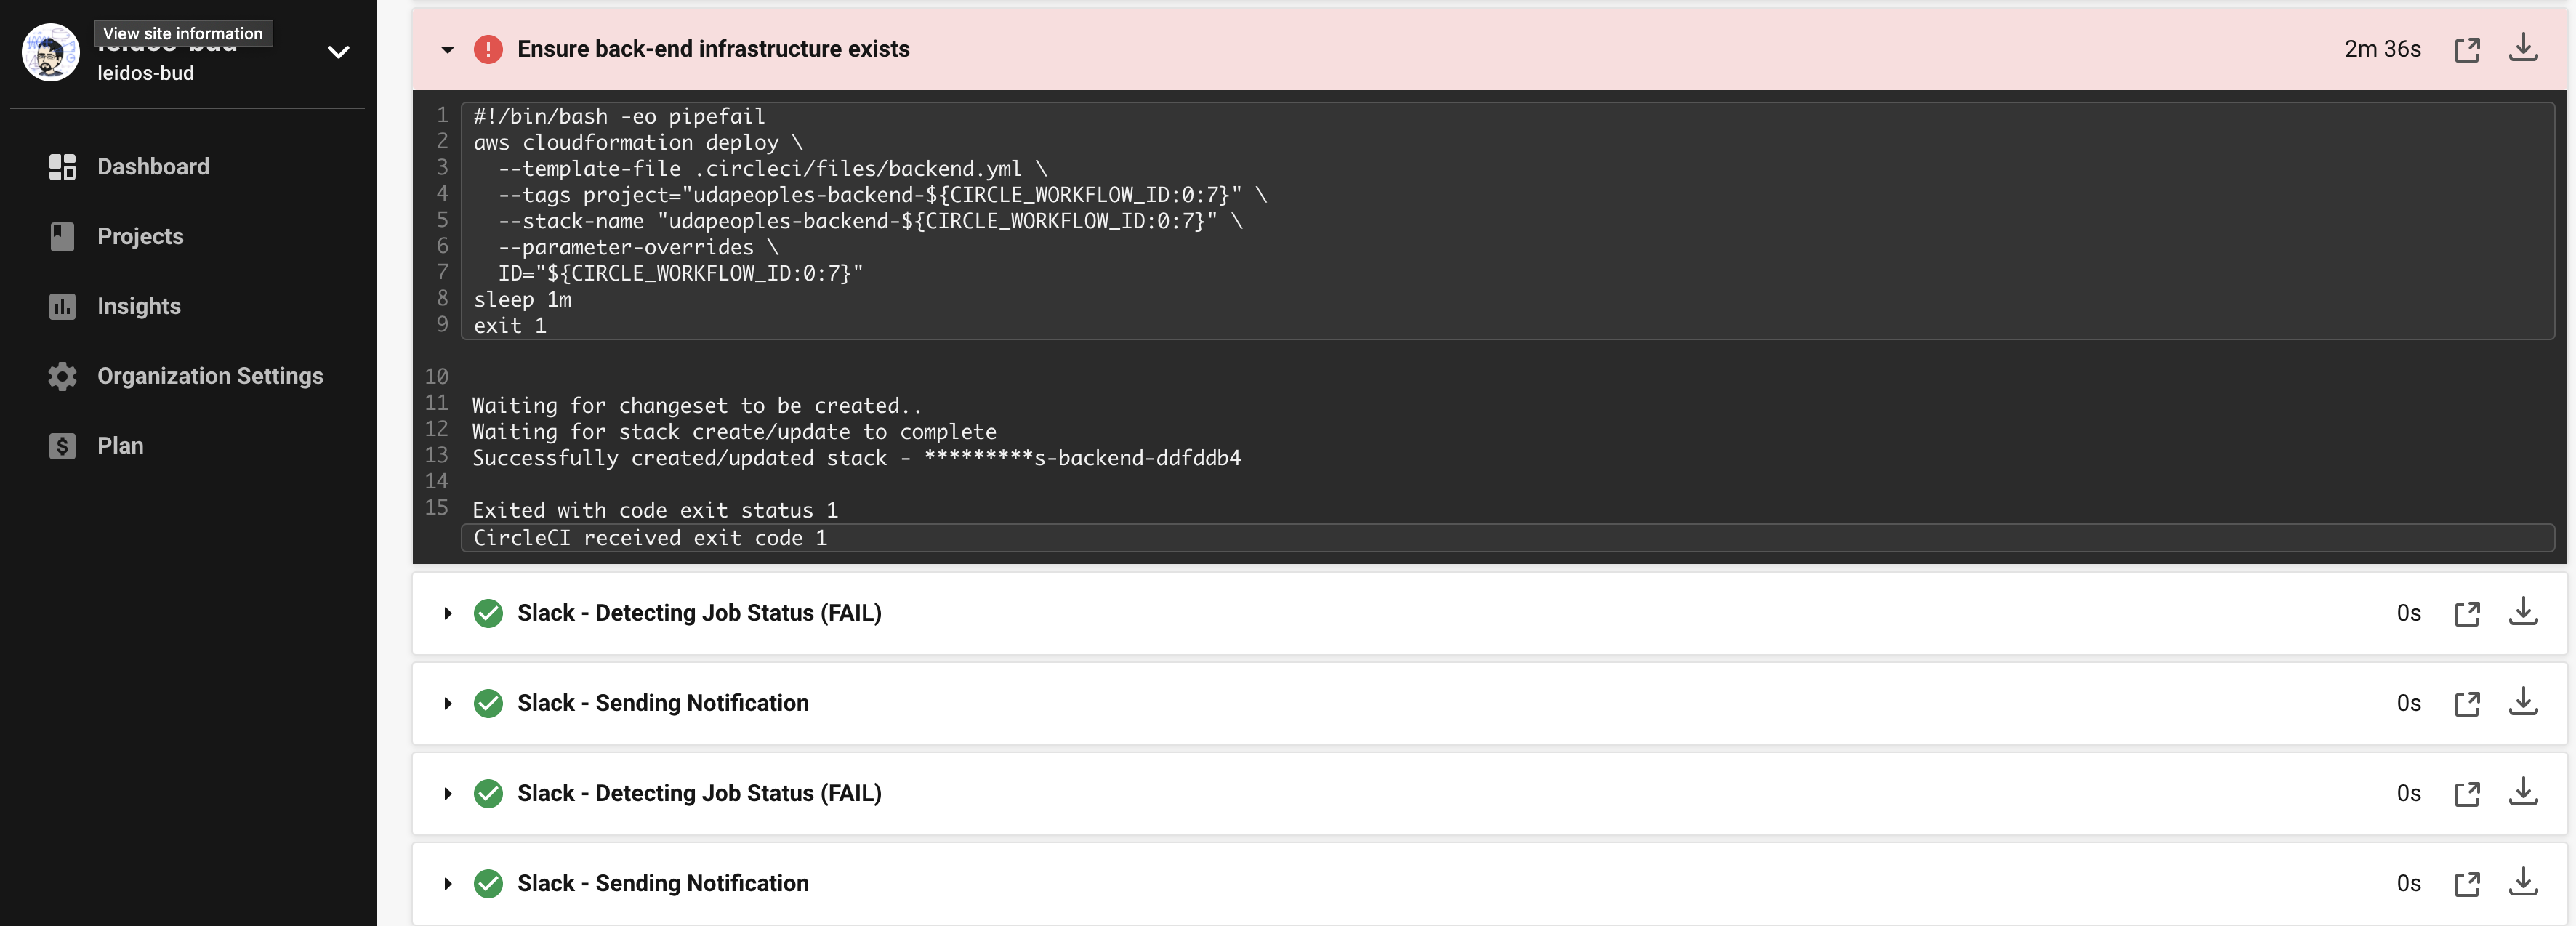 View site information
leidos-bud
leidos-bud
Dashboard
Projects
Insights
Organization Settings
Plan
Ensure back-end infrastructure exists
2m 36s
1 #!/bin/bash -eo pipefail
2 aws cloudformation deploy \
3   --template-file .circleci/files/backend.yml \
4   --tags project="udapeoples-backend-${CIRCLE_WORKFLOW_ID:0:7}" \
5   --stack-name "udapeoples-backend-${CIRCLE_WORKFLOW_ID:0:7}" \
6   --parameter-overrides \
7   ID="${CIRCLE_WORKFLOW_ID:0:7}"
8 sleep 1m
9 exit 1
10
11 Waiting for changeset to be created..
12 Waiting for stack create/update to complete
13 Successfully created/updated stack - *********s-backend-ddfddb4
14
15 Exited with code exit status 1
CircleCI received exit code 1
Slack - Detecting Job Status (FAIL)
0s
Slack - Sending Notification
0s
Slack - Detecting Job Status (FAIL)
0s
Slack - Sending Notification
0s